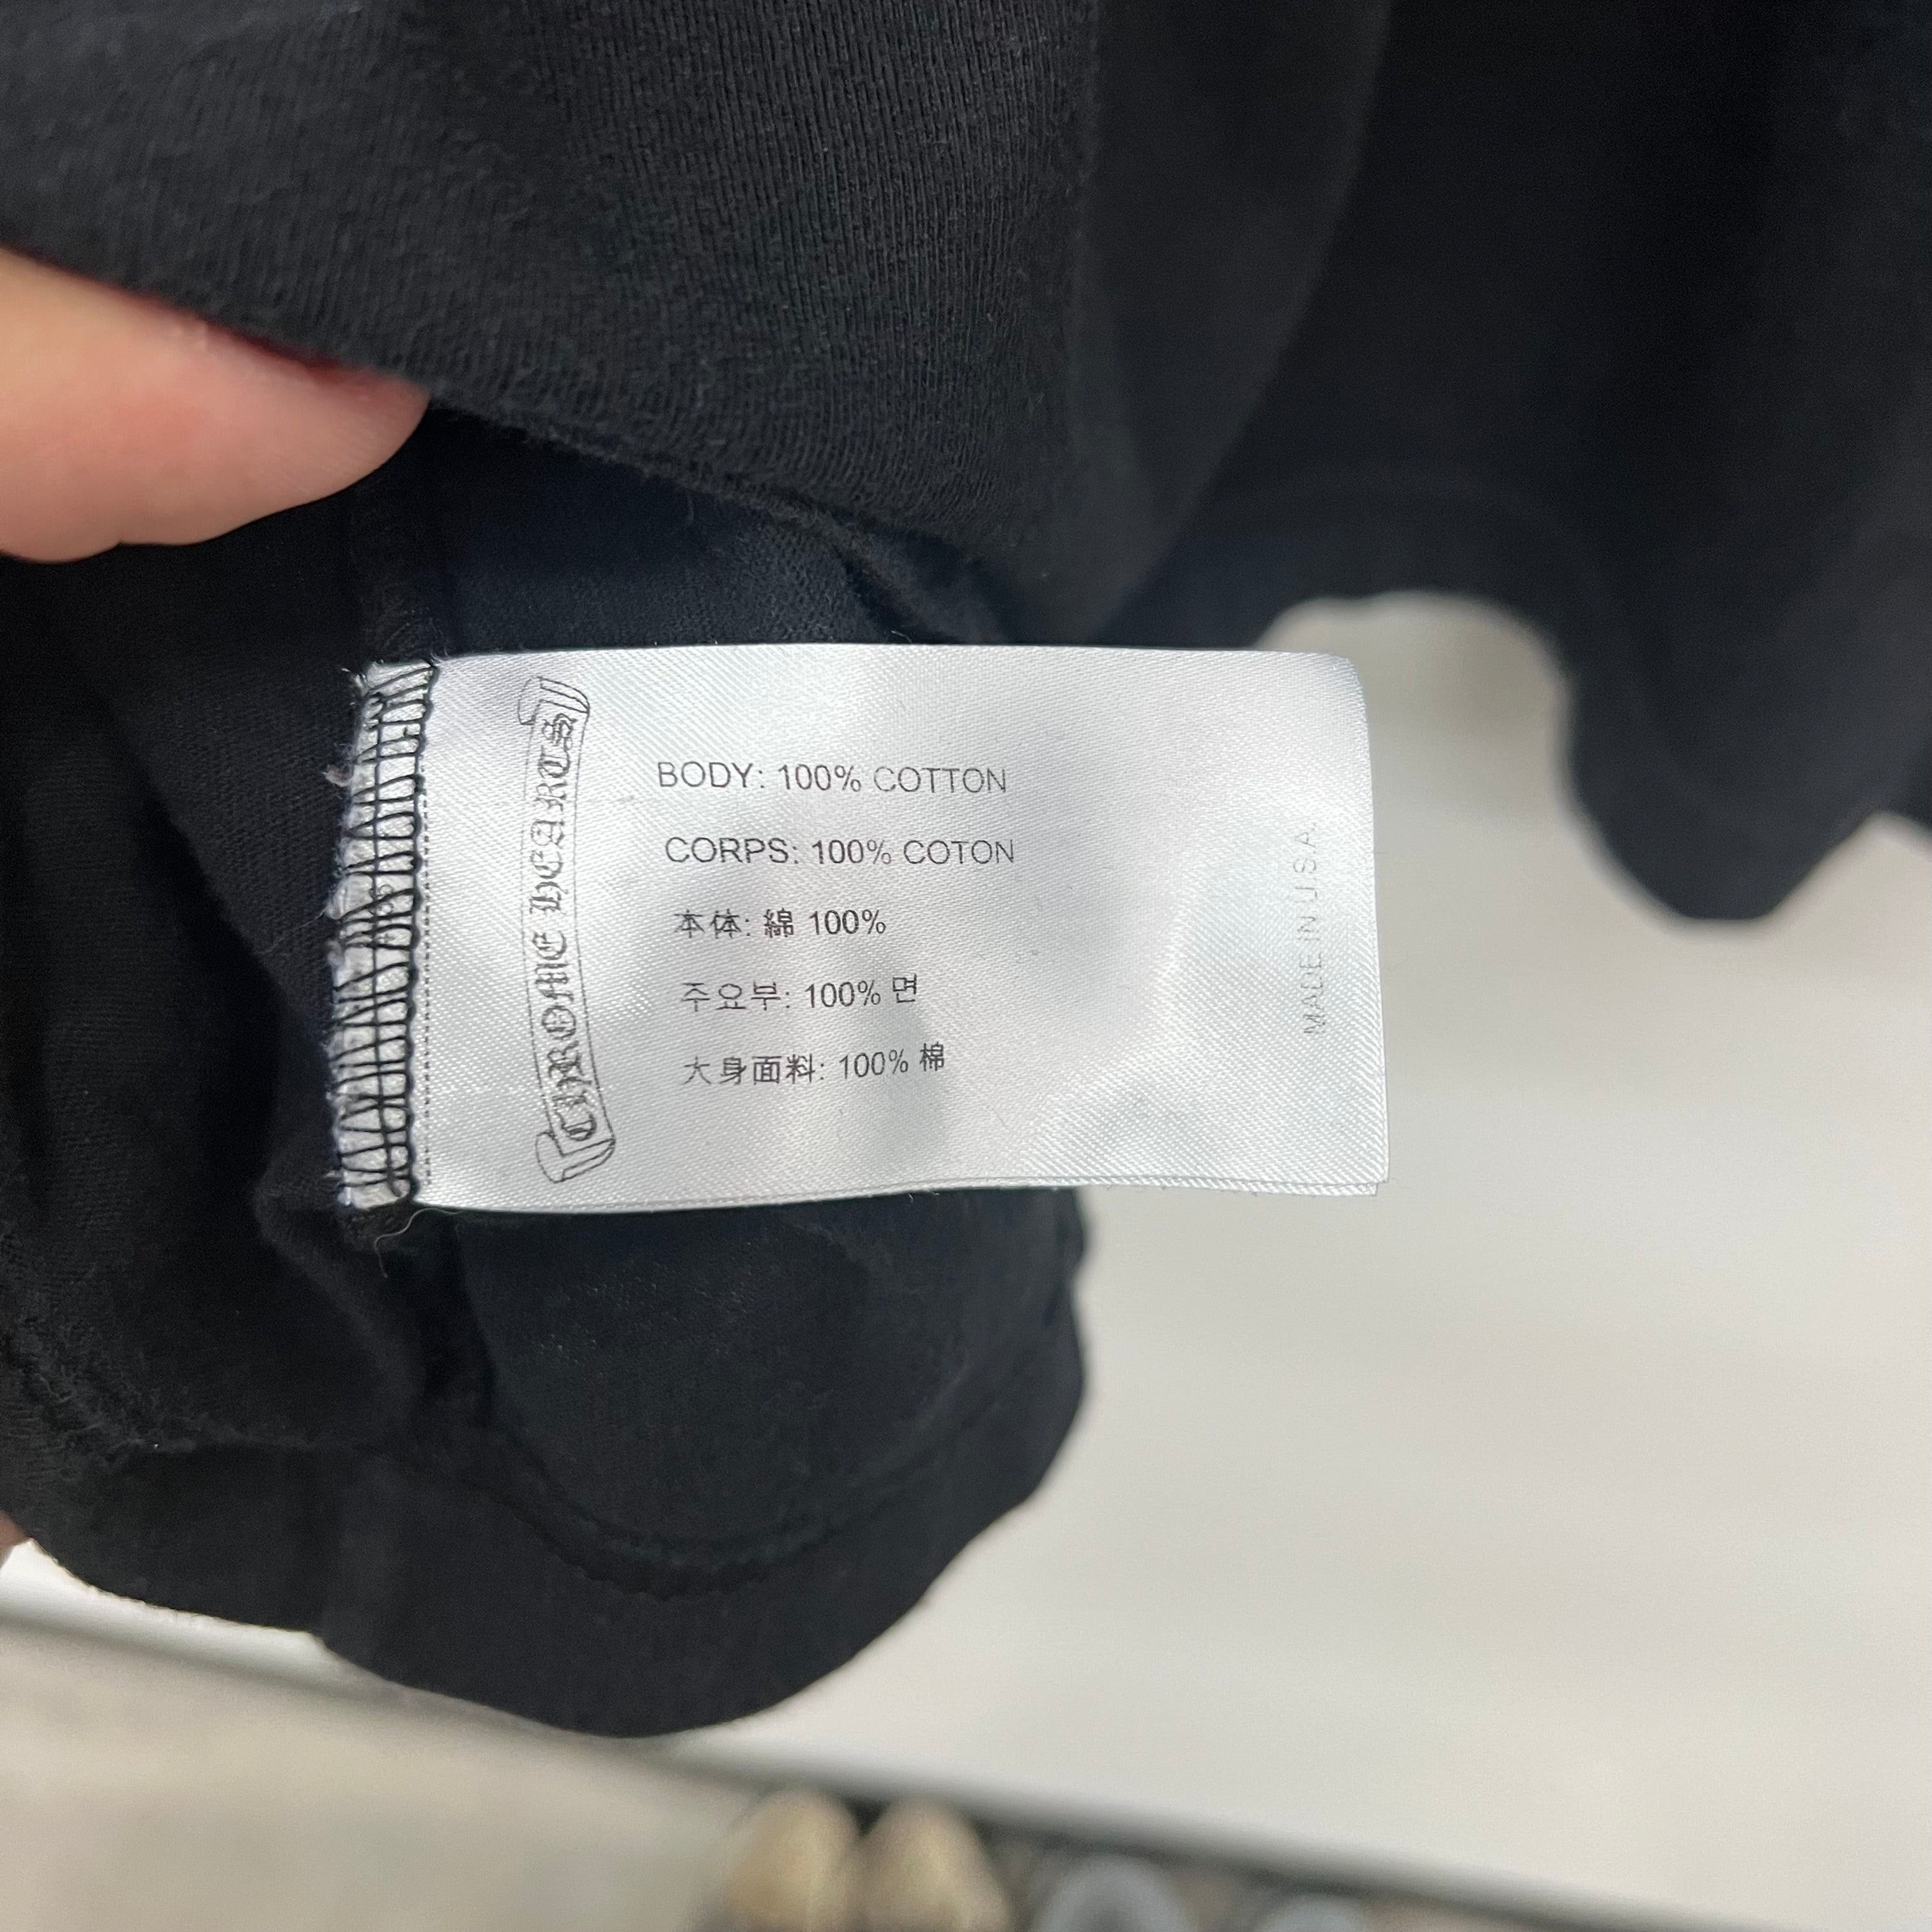 CHROME HEARTS
BODY: 100% COTTON
CORPS: 100% COTON
本体: 綿 100%
주요부: 100% 면
大身面料: 100% 棉
MADE IN U.S.A.